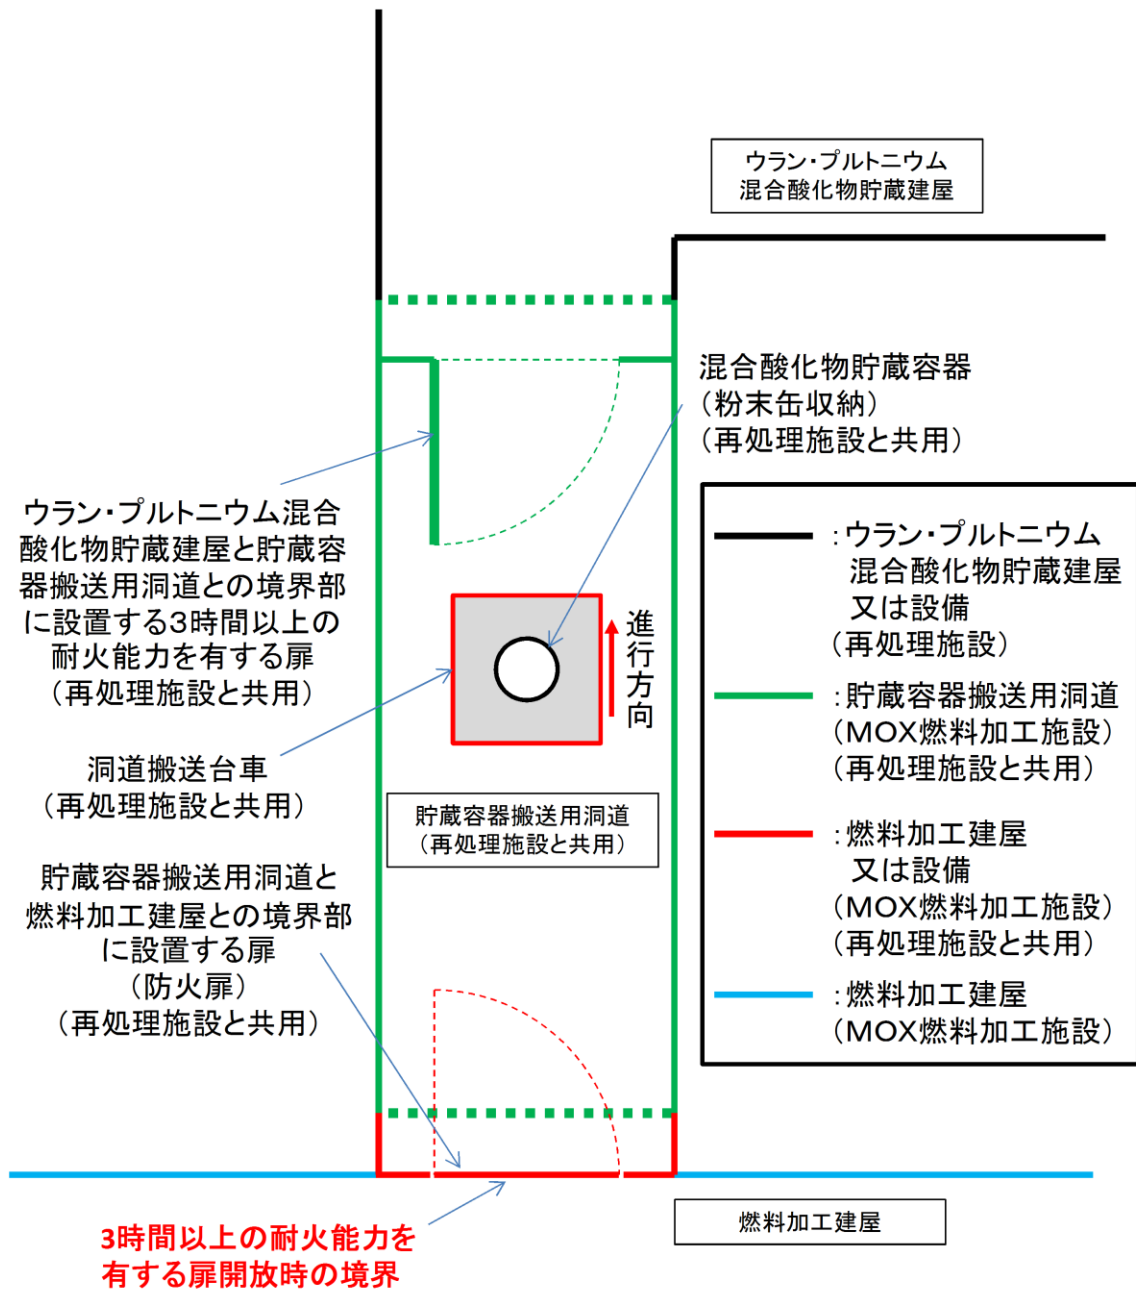 ウラン・プルトニウム
混合酸化物貯蔵建屋
混合酸化物貯蔵容器
（粉末缶収納）
（再処理施設と共用）
ウラン・プルトニウム混合
酸化物貯蔵建屋と貯蔵容
器搬送用洞道との境界部
に設置する3時間以上の
耐火能力を有する扉
（再処理施設と共用）
進行方向
洞道搬送台車
（再処理施設と共用）
貯蔵容器搬送用洞道
（再処理施設と共用）
貯蔵容器搬送用洞道と
燃料加工建屋との境界部
に設置する扉
（防火扉）
（再処理施設と共用）
：ウラン・プルトニウム
混合酸化物貯蔵建屋
又は設備
（再処理施設）
：貯蔵容器搬送用洞道
（MOX燃料加工施設）
（再処理施設と共用）
：燃料加工建屋
又は設備
（MOX燃料加工施設）
（再処理施設と共用）
：燃料加工建屋
（MOX燃料加工施設）
3時間以上の耐火能力を
有する扉開放時の境界
燃料加工建屋